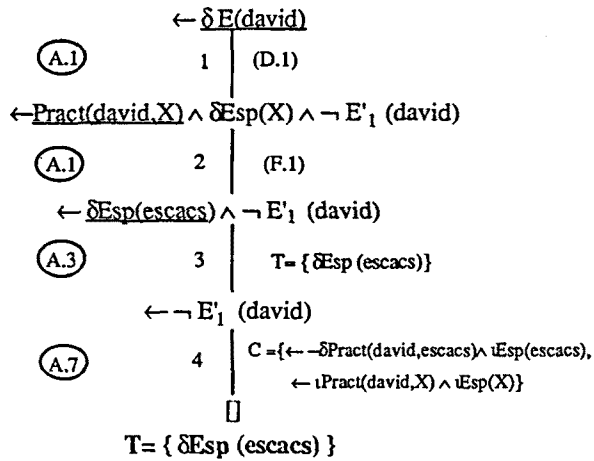 ← δE(david)
A.1 1 (D.1)
←Pract(david,X) ∧ δEsp(X) ∧ ¬ E'₁ (david)
A.1 2 (F.1)
← δEsp(escacs) ∧ ¬ E'₁ (david)
A.3 3 T= {δEsp (escacs)}
← ¬ E'₁ (david)
A.7 4 C ={←¬δPract(david,escacs)∧ ιEsp(escacs),
← ιPract(david,X) ∧ ιEsp(X)}
[]
T= { δEsp (escacs) }